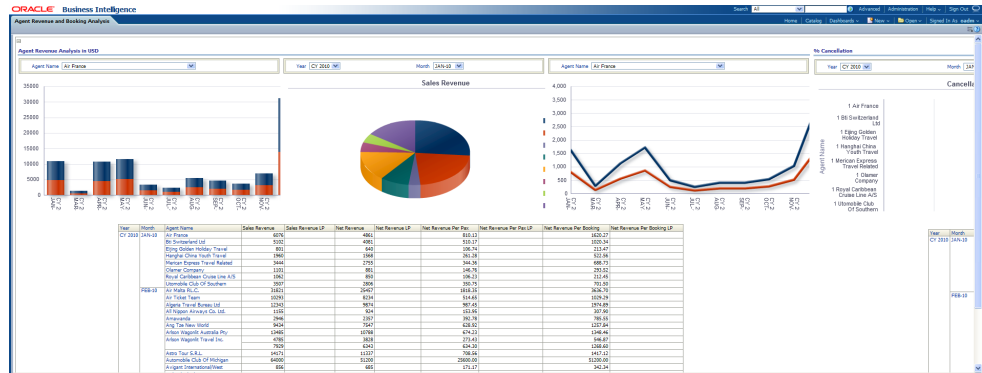 ORACLE Business Intelligence
Search All Advanced Administration Help Sign Out
Agent Revenue and Booking Analysis
Home Catalog Dashboards New Open Signed In As
Agent Revenue Analysis in USD
% Cancellation
Agent Name Air France
Year CY 2010 Month JAN-10
Agent Name Air France
Year CY 2010 Month JAN
Sales Revenue
Cancella
35000
30000
25000
20000
15000
10000
5000
0
4,000
3,500
3,000
2,500
2,000
1,500
1,000
500
0
Agent Name
1 Air France
1 Bti Switzerland Ltd
1 Eljing Golden Holiday Travel
1 Hanghai China Youth Travel
1 Merican Express Travel Related
1 Olamer Company
1 Royal Caribbean Cruise Line A/S
1 Utomobile Club Of Southern
Year Month Agent Name Sales Revenue Sales Revenue LP Net Revenue Net Revenue LP Net Revenue Per Pax Net Revenue Per Pax LP Net Revenue Per Booking Net Revenue Per Booking LP
CY 2010 JAN-10 Air France 6076 4861 810.13 1620.27
Bti Switzerland Ltd 5102 4081 510.17 1020.34
Eljing Golden Holiday Travel 801 640 106.74 213.47
Hanghai China Youth Travel 1960 1568 261.28 522.56
Merican Express Travel Related 3444 2755 344.36 688.73
Olamer Company 1101 881 146.76 293.52
Royal Caribbean Cruise Line A/S 1062 850 106.23 212.45
Utomobile Club Of Southern 3507 2806 350.75 701.50
FEB-10 Air Malta P.L.C. 31821 25457 1818.35 3636.70
Air Ticket Team 10293 8234 514.65 1029.29
Algeria Travel Bureau Ltd 12343 9874 987.45 1974.89
All Nippon Airways Co. Ltd. 1155 924 153.95 307.90
Amawanda 2946 2357 392.78 785.55
Ang Tae New World 9434 7547 628.92 1257.84
Arlson Wagonlit Australia Pty 13485 10788 674.23 1348.46
Arlson Wagonlit Travel Inc. 4785 3828 273.43 546.87
7929 6343 634.30 1268.60
Astro Tour S.R.L. 14171 11337 708.56 1417.12
Automobile Club Of Michigan 64000 51200 25600.00 51200.00
Avigant International/West 856 685 171.17 342.34
Year Month
CY 2010 JAN-10
FEB-10